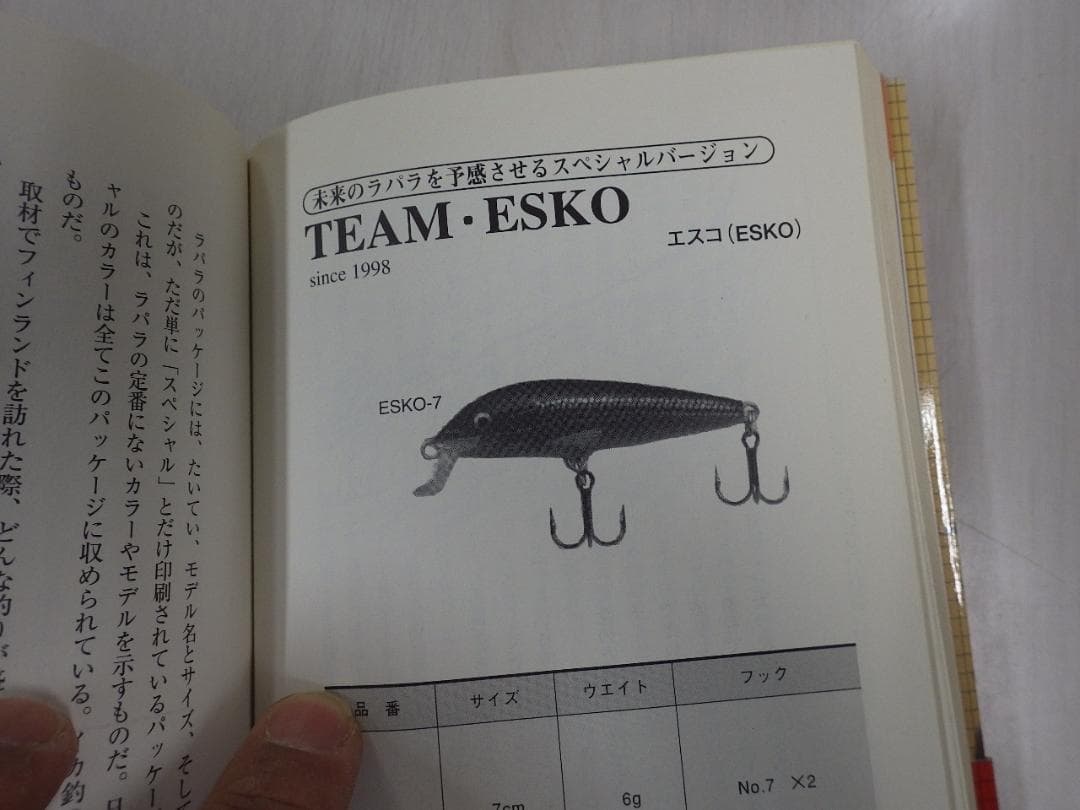 ラパラのパッケージには、たいてい、モデル名とサイズ、そして
のだが、ただ単に「スペシャル」とだけ印刷されているパッケー
これは、ラパラの定番にないカラーやモデルを示すものだ。
ャルのカラーは全てこのパッケージに収められている。
ものだ。
取材でフィンランドを訪れた際、どんな釣りが
未来のラパラを予感させるスペシャルバージョン
TEAM・ESKO
エスコ(ESKO)
since 1998
ESKO-7
品番 サイズ ウエイト フック
7cm 6g No.7 ×2